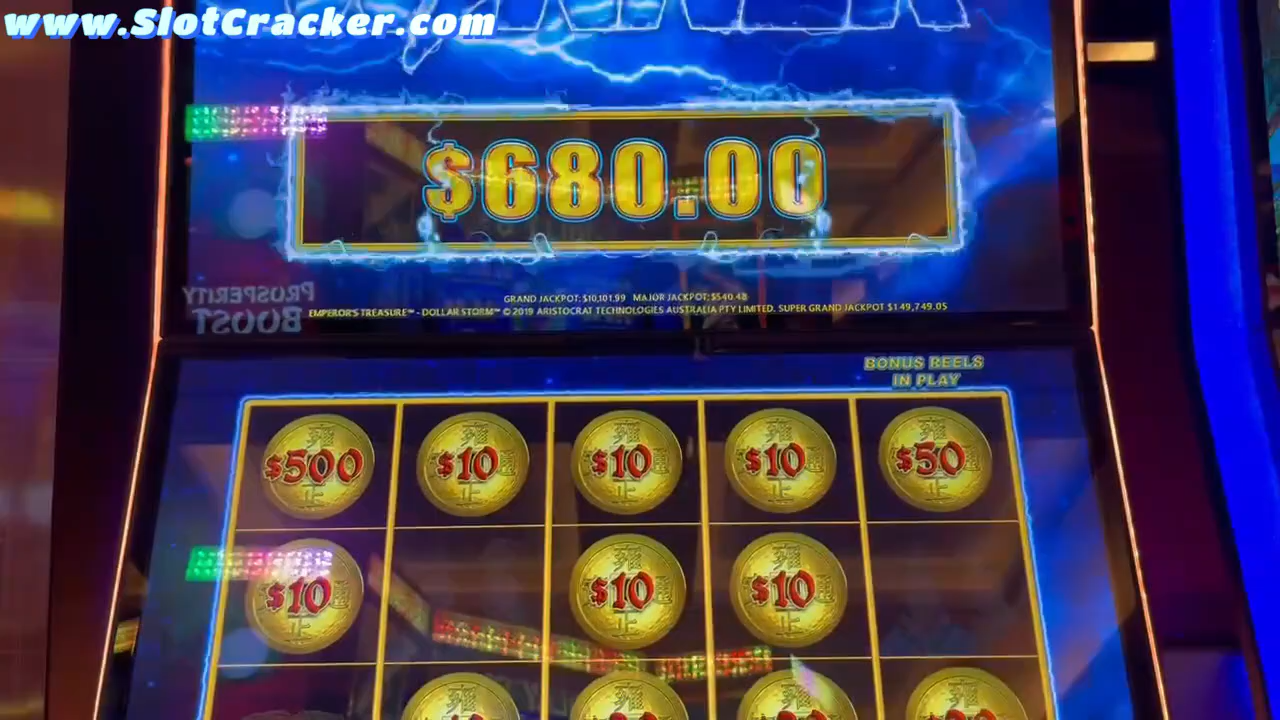 www.SlotCracker.com
$680.00
PROSPERITY
BOOST
GRAND JACKPOT: $10,101.99 MAJOR JACKPOT: $540.48
EMPEROR'S TREASURE™ - DOLLAR STORM™ © 2019 ARISTOCRAT TECHNOLOGIES AUSTRALIA PTY LIMITED. SUPER GRAND JACKPOT $149,749.05
BONUS REELS
IN PLAY
$500 $10 $10 $10 $50
$10 $10 $10